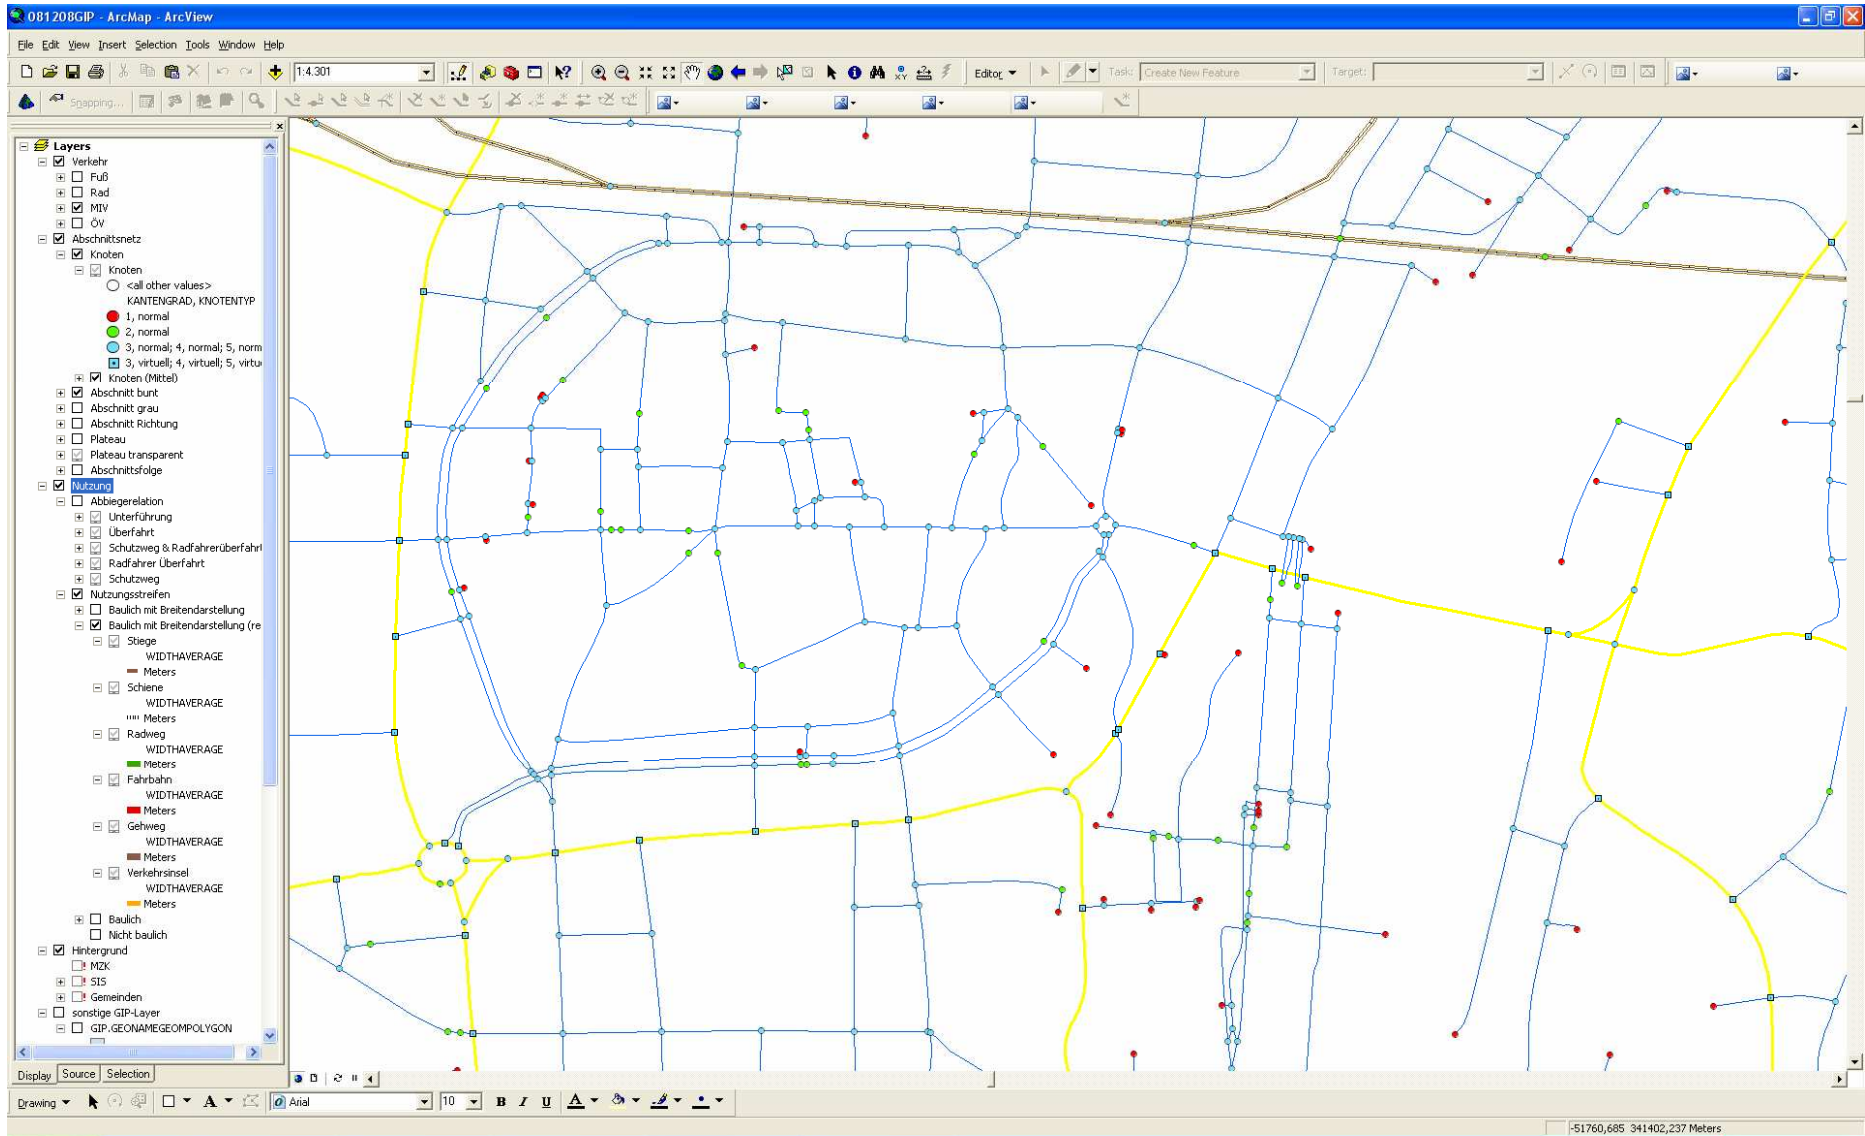 081208GIP - ArcMap - ArcView
File Edit View Insert Selection Tools Window Help
1:4.301
Editor
Task: Create New Feature
Target:
Snapping...
Layers
Verkehr
Fuß
Rad
MIV
ÖV
Abschnittsnetz
Knoten
Knoten
<all other values>
KANTENGRAD, KNOTENTYP
1, normal
2, normal
3, normal; 4, normal; 5, norm
3, virtuell; 4, virtuell; 5, virtu
Knoten (Mittel)
Abschnitt bunt
Abschnitt grau
Abschnitt Richtung
Plateau
Plateau transparent
Abschnittsfolge
Nutzung
Abbiegerelation
Unterführung
Überfahrt
Schutzweg & Radfahrerüberfahrt
Radfahrer Überfahrt
Schutzweg
Nutzungsstreifen
Baulich mit Breitendarstellung
Baulich mit Breitendarstellung (re
Stiege
WIDTHAVERAGE
Meters
Schiene
WIDTHAVERAGE
Meters
Radweg
WIDTHAVERAGE
Meters
Fahrbahn
WIDTHAVERAGE
Meters
Gehweg
WIDTHAVERAGE
Meters
Verkehrsinsel
WIDTHAVERAGE
Meters
Baulich
Nicht baulich
Hintergrund
MZK
SIS
Gemeinden
sonstige GIP-Layer
GIP.GEONAMEGEOMPOLYGON
Display Source Selection
Drawing A Arial 10 B I U A
-51760,685 341402,237 Meters